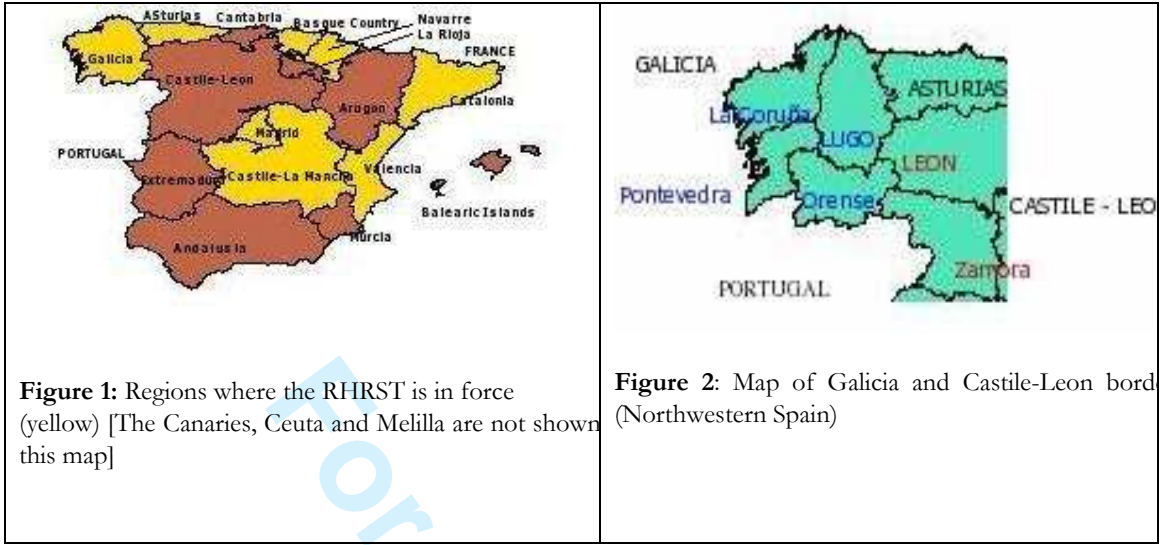 ASturias Cantabria Basque Country Navarre
La Rioja
FRANCE
Galicia
Castile-Leon
Aragon
Catalonia
Madrid
PORTUGAL
Extremadu Castile-La Manch Valencia
Balearic Islands
Murcia
Andalusia
Figure 1: Regions where the RHRST is in force
(yellow) [The Canaries, Ceuta and Melilla are not shown
this map]
GALICIA
ASTURIAS
La Coruña
LUGO
LEON
Pontevedra
Orense
CASTILE - LEO
Zamora
PORTUGAL
Figure 2: Map of Galicia and Castile-Leon bord
(Northwestern Spain)
For